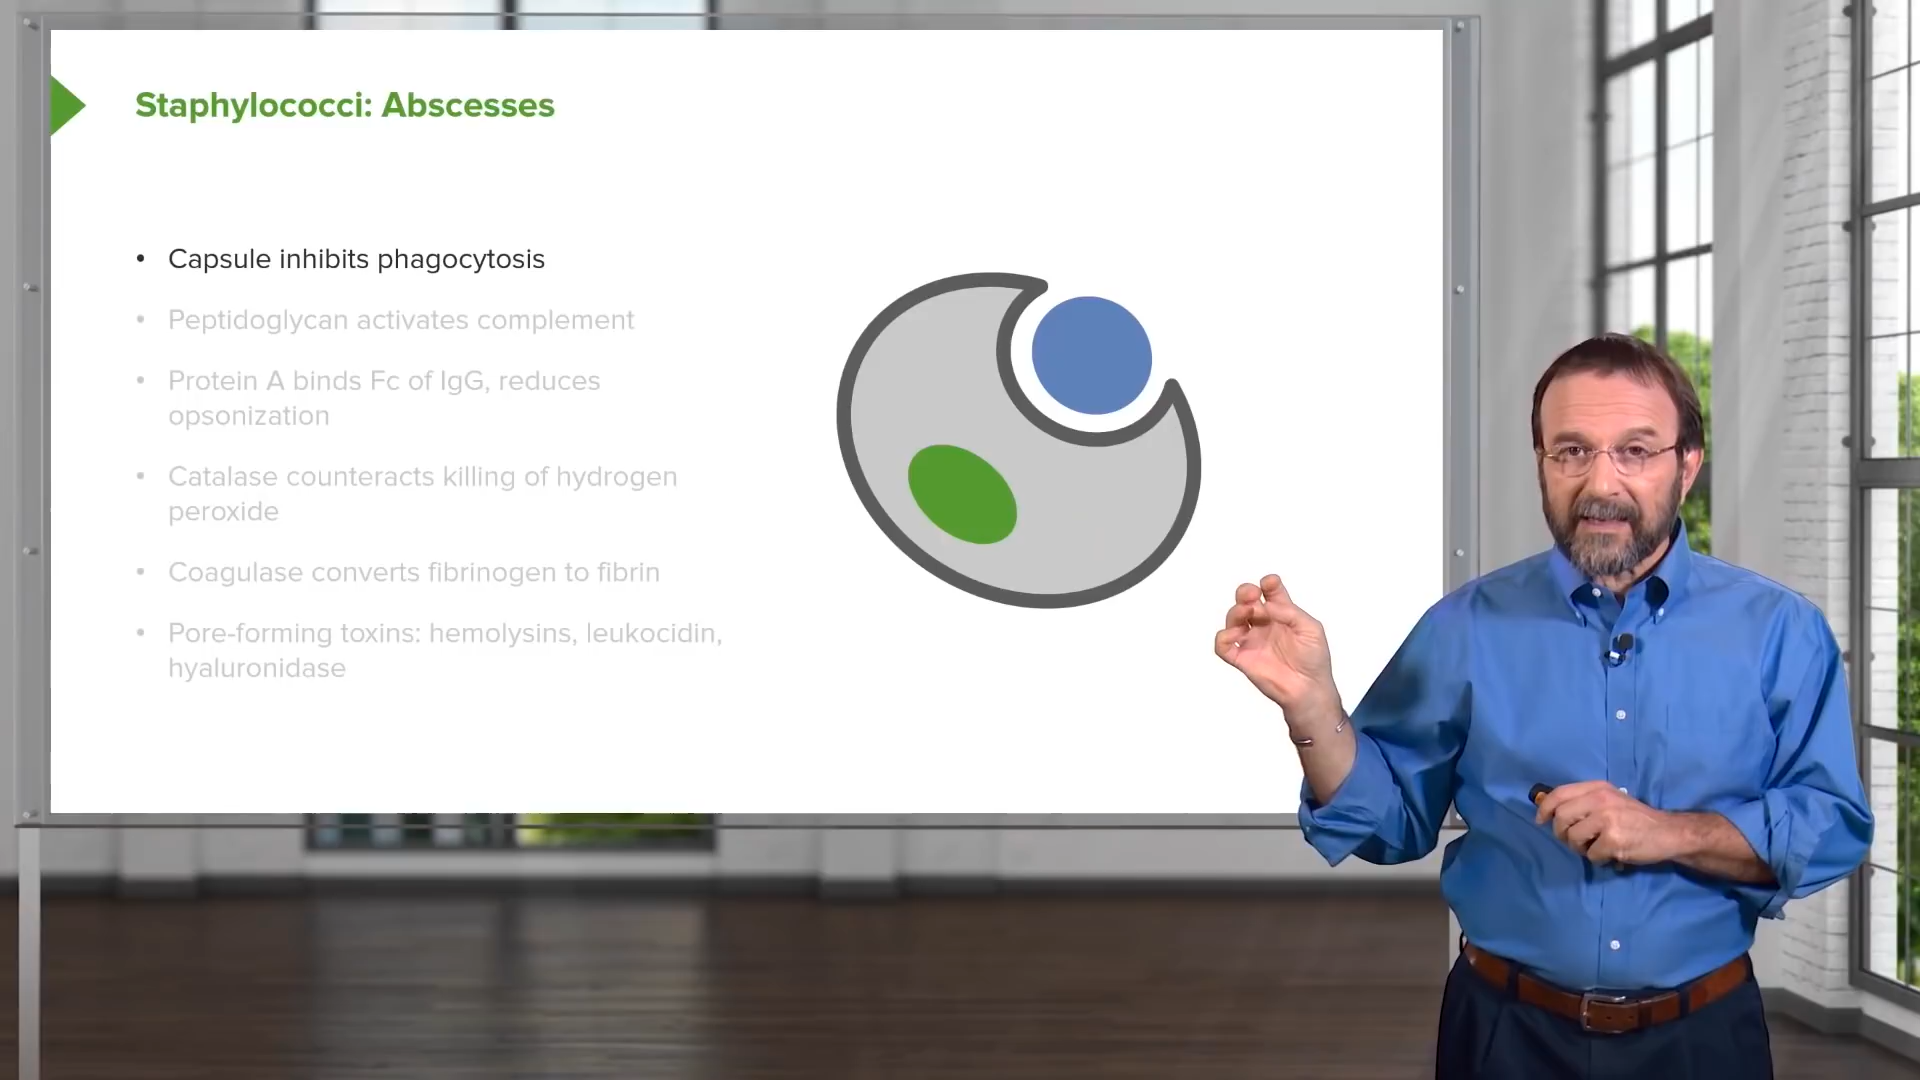 Staphylococci: Abscesses
• Capsule inhibits phagocytosis
• Peptidoglycan activates complement
• Protein A binds Fc of IgG, reduces
opsonization
• Catalase counteracts killing of hydrogen
peroxide
• Coagulase converts fibrinogen to fibrin
• Pore-forming toxins: hemolysins, leukocidin,
hyaluronidase